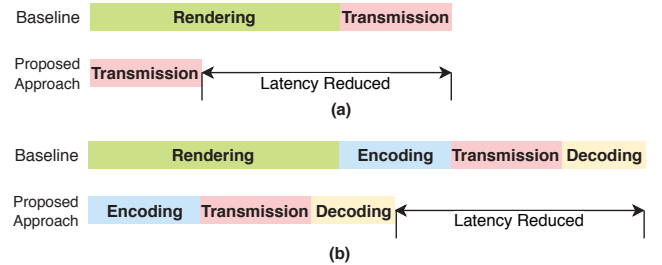 Baseline Rendering Transmission
Proposed
Approach Transmission
Latency Reduced
(a)
Baseline Rendering Encoding Transmission Decoding
Proposed
Approach Encoding Transmission Decoding
Latency Reduced
(b)